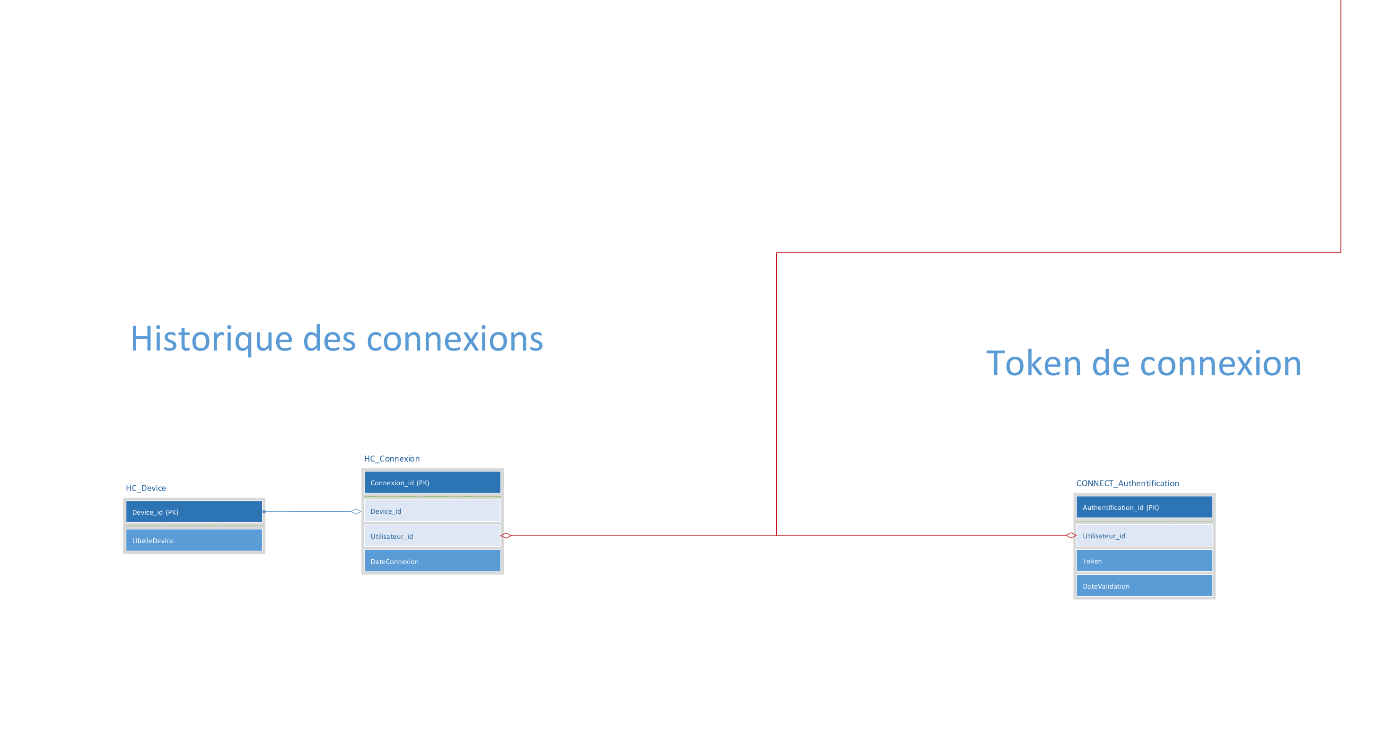 Historique des connexions
Token de connexion
HC_Device
Device_id (PK)
LibelleDevice
HC_Connexion
Connexion_id (PK)
Device_id
Utilisateur_id
DateConnexion
CONNECT_Authentification
Authentification_id (PK)
Utilisateur_id
Token
DateValidation